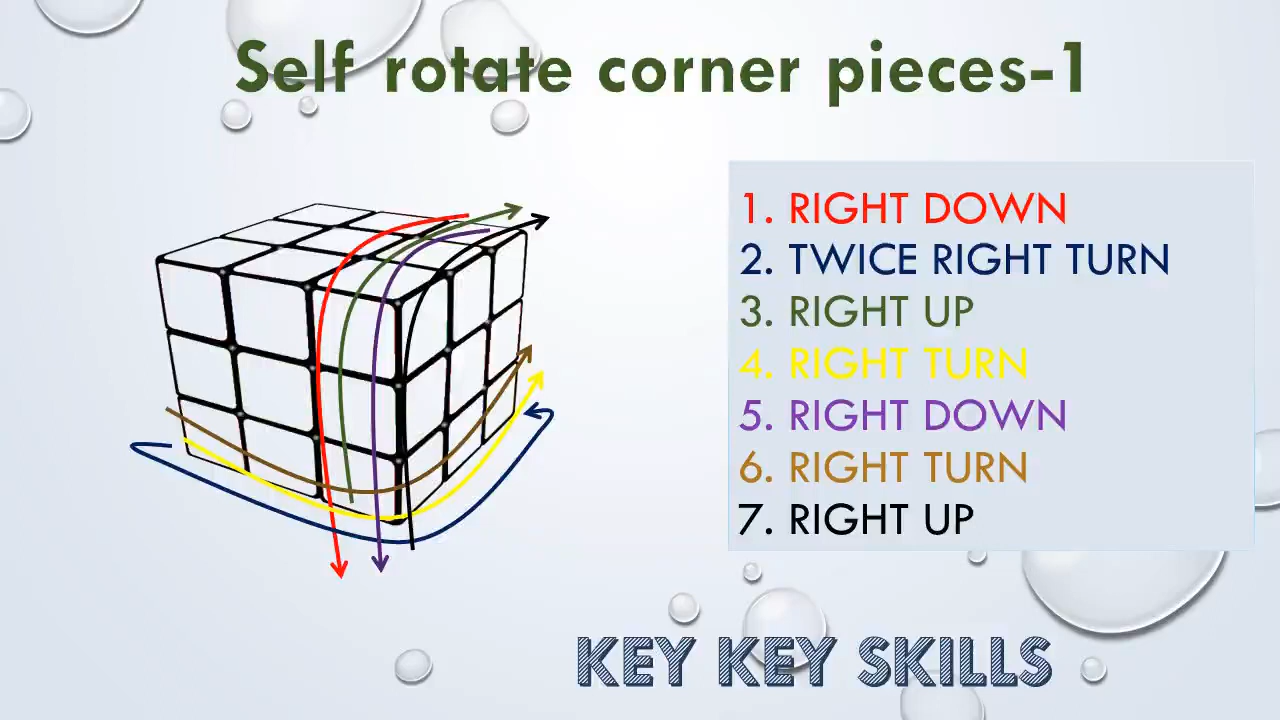 Self rotate corner pieces-1
1. RIGHT DOWN
2. TWICE RIGHT TURN
3. RIGHT UP
4. RIGHT TURN
5. RIGHT DOWN
6. RIGHT TURN
7. RIGHT UP
KEY KEY SKILLS